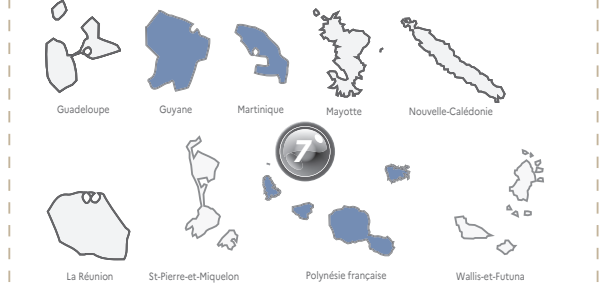 Guadeloupe
Guyane
Martinique
Mayotte
Nouvelle-Calédonie
7
La Réunion
St-Pierre-et-Miquelon
Polynésie française
Wallis-et-Futuna